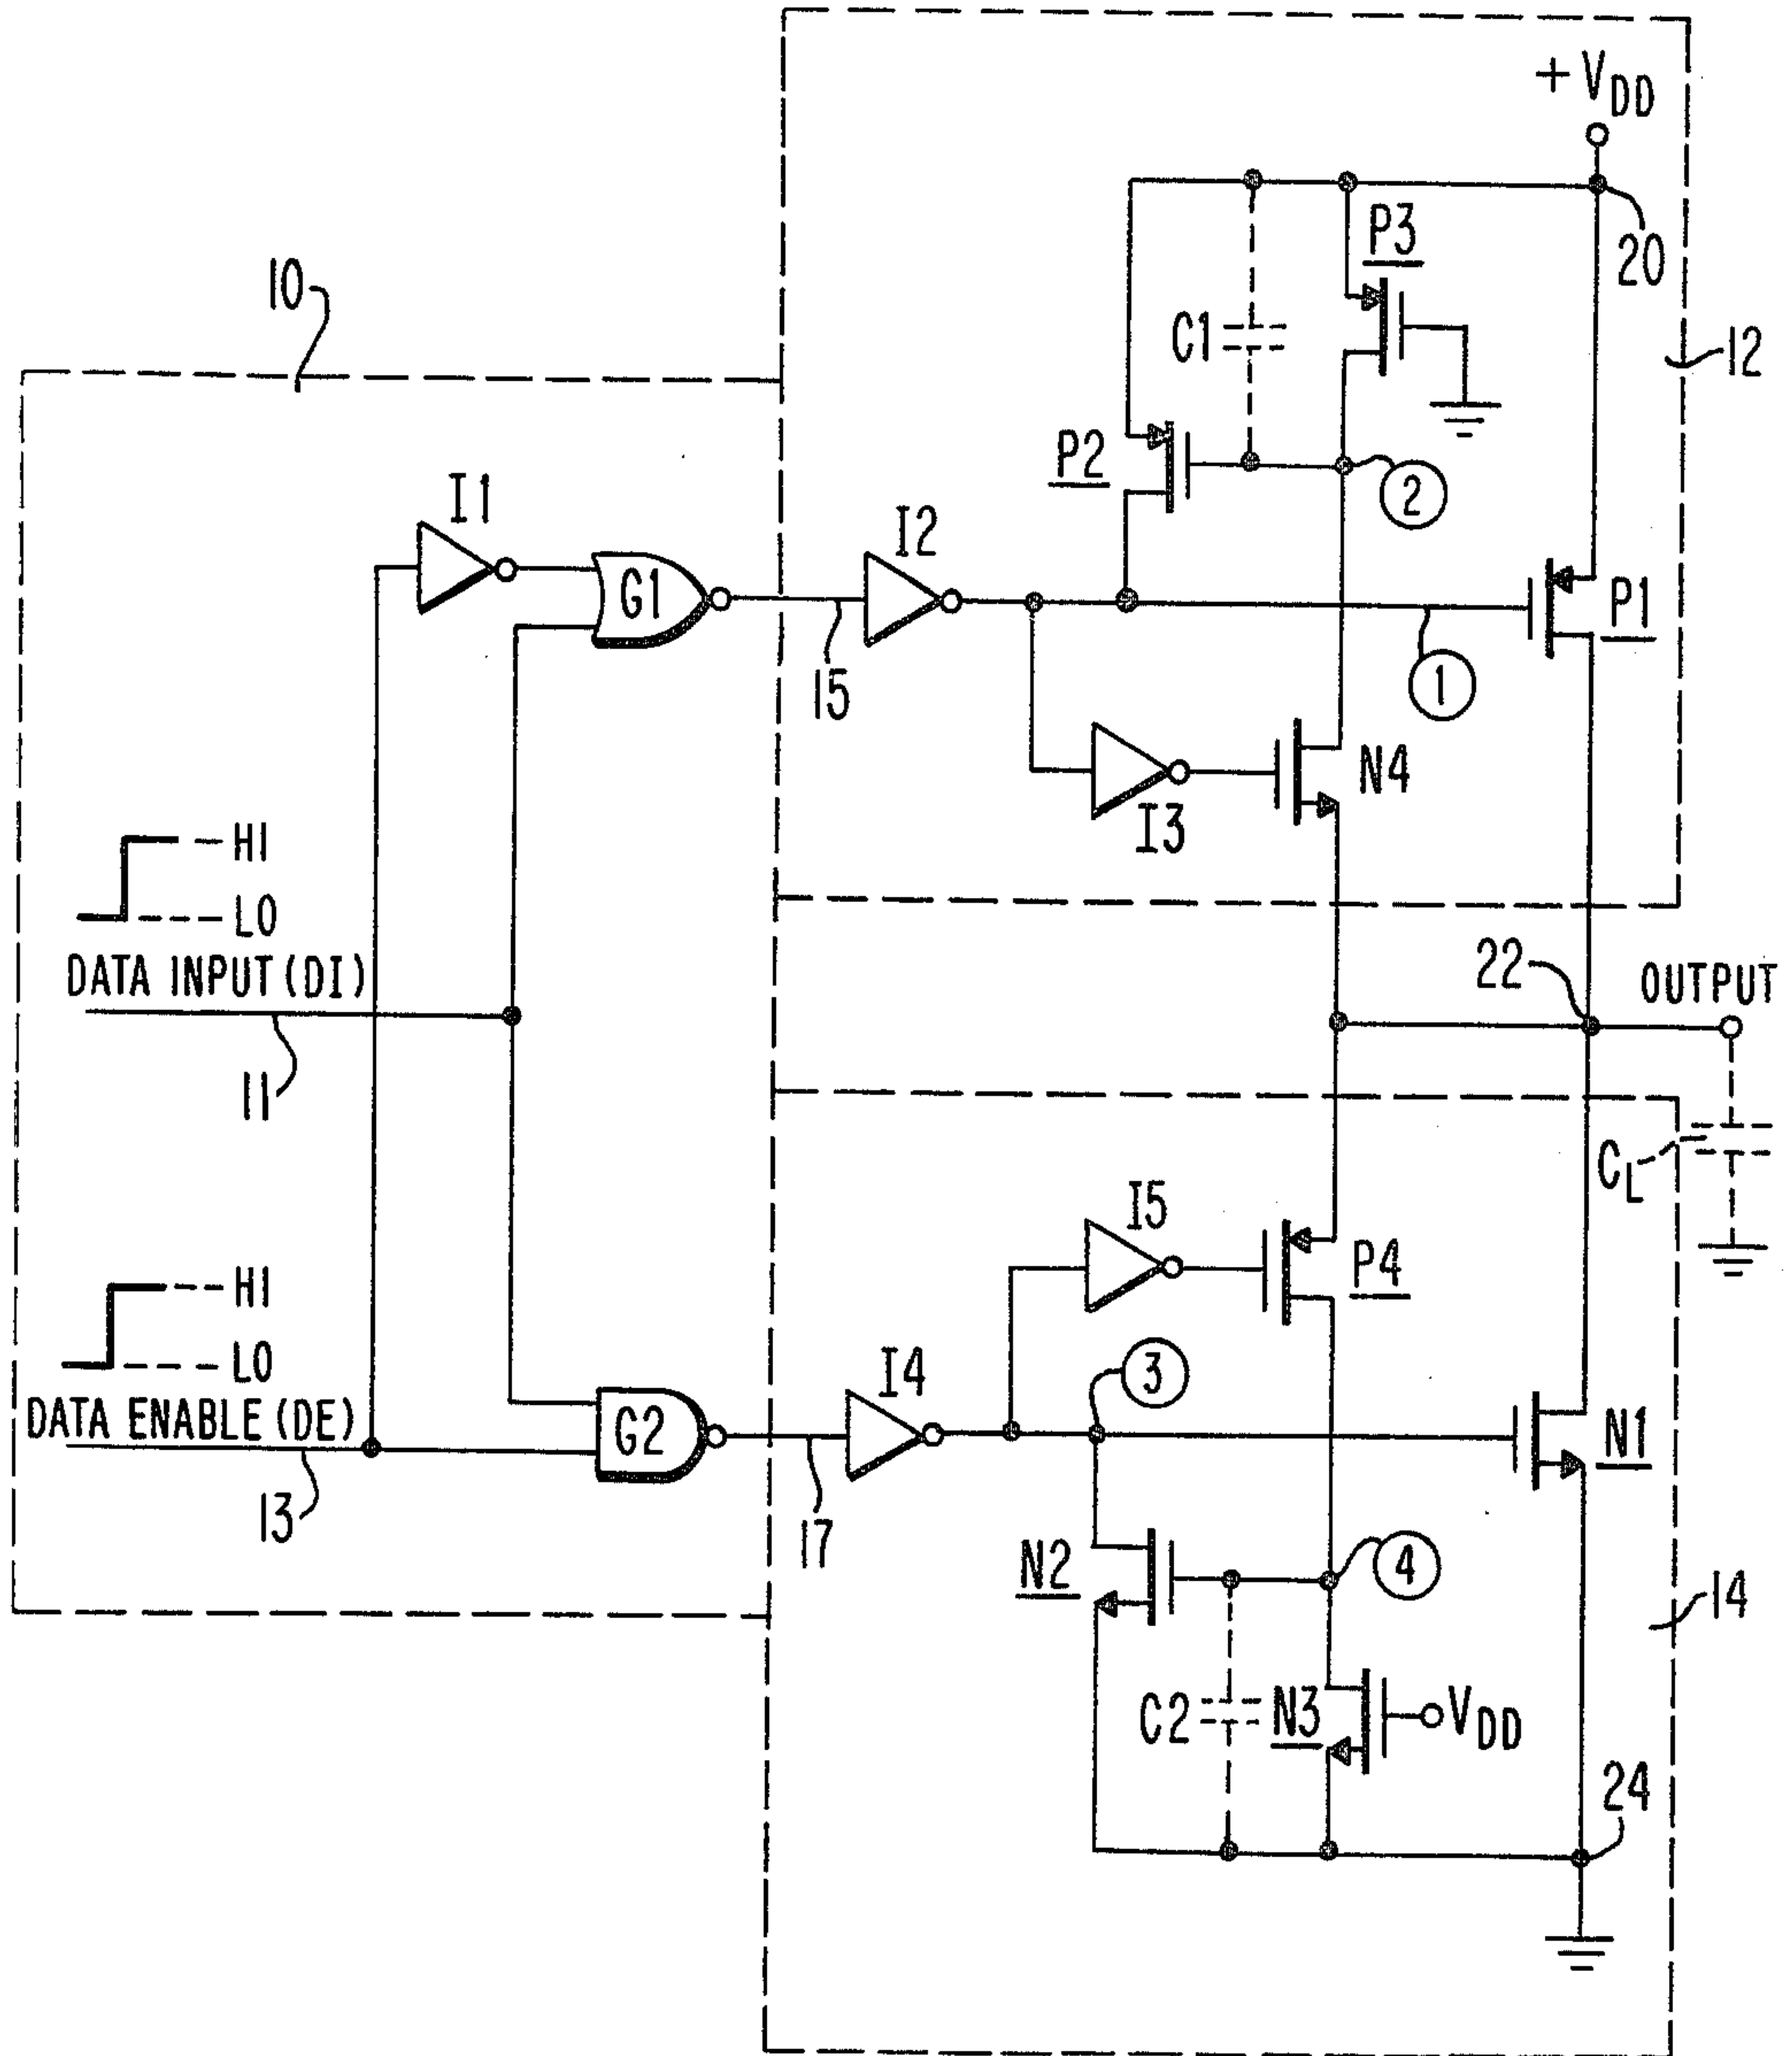 + VDD
P3
20
10
C1
12
P2
2
I1
I2
G1
P1
15
1
N4
I3
HI
LO
DATA INPUT (DI)
22
OUTPUT
11
CL
I5
P4
HI
LO
I4
3
DATA ENABLE (DE)
G2
N1
13
17
N2
4
14
C2
N3
VDD
24